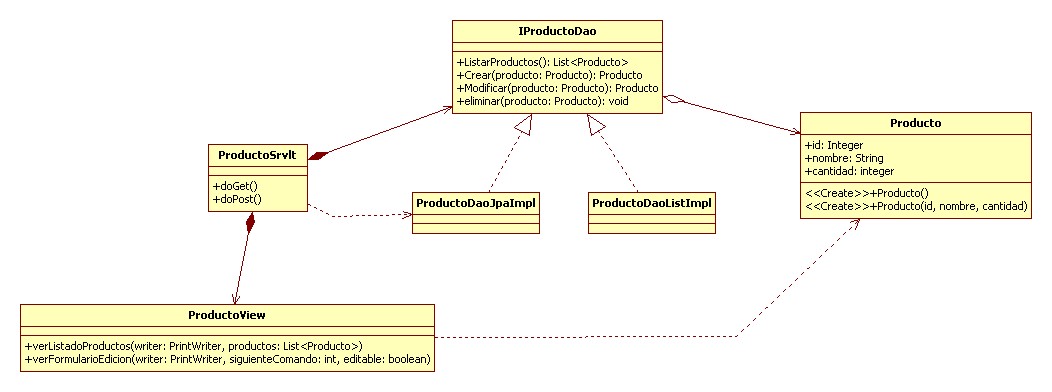 IProductoDao
+ListarProductos(): List<Producto>
+Crear(producto: Producto): Producto
+Modificar(producto: Producto): Producto
+eliminar(producto: Producto): void
Producto
+id: Integer
+nombre: String
+cantidad: integer
<<Create>>+Producto()
<<Create>>+Producto(id, nombre, cantidad)
ProductoSrvlt
+doGet()
+doPost()
ProductoDaoJpaImpl
ProductoDaoListImpl
ProductoView
+verListadoProductos(writer: PrintWriter, productos: List<Producto>)
+verFormularioEdicion(writer: PrintWriter, siguienteComando: int, editable: boolean)